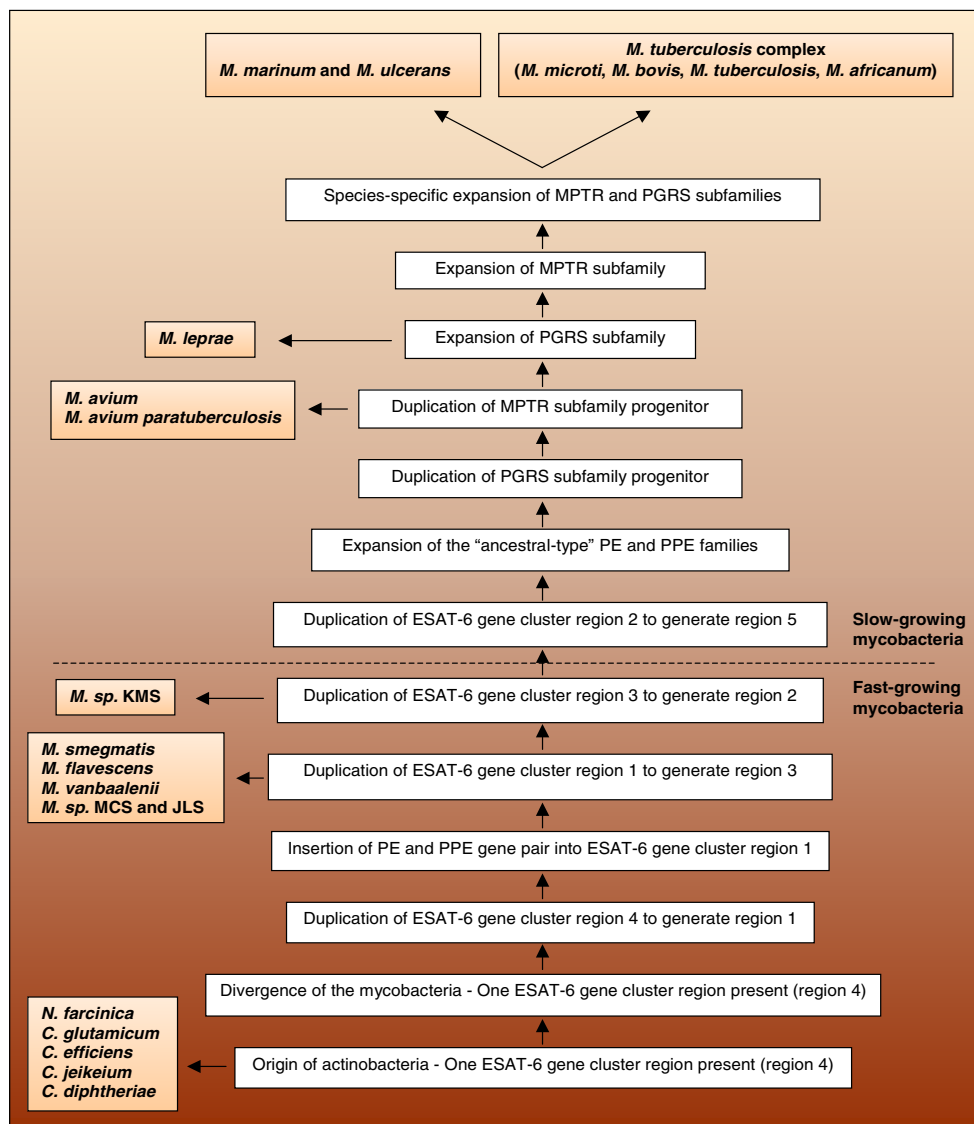 M. marinum and M. ulcerans
M. tuberculosis complex
(M. microti, M. bovis, M. tuberculosis, M. africanum)
Species-specific expansion of MPTR and PGRS subfamilies
Expansion of MPTR subfamily
M. leprae
Expansion of PGRS subfamily
M. avium
M. avium paratuberculosis
Duplication of MPTR subfamily progenitor
Duplication of PGRS subfamily progenitor
Expansion of the “ancestral-type” PE and PPE families
Duplication of ESAT-6 gene cluster region 2 to generate region 5
Slow-growing
mycobacteria
M. sp. KMS
Duplication of ESAT-6 gene cluster region 3 to generate region 2
Fast-growing
mycobacteria
M. smegmatis
M. flavescens
M. vanbaalenii
M. sp. MCS and JLS
Duplication of ESAT-6 gene cluster region 1 to generate region 3
Insertion of PE and PPE gene pair into ESAT-6 gene cluster region 1
Duplication of ESAT-6 gene cluster region 4 to generate region 1
Divergence of the mycobacteria - One ESAT-6 gene cluster region present (region 4)
N. farcinica
C. glutamicum
C. efficiens
C. jeikeium
C. diphtheriae
Origin of actinobacteria - One ESAT-6 gene cluster region present (region 4)